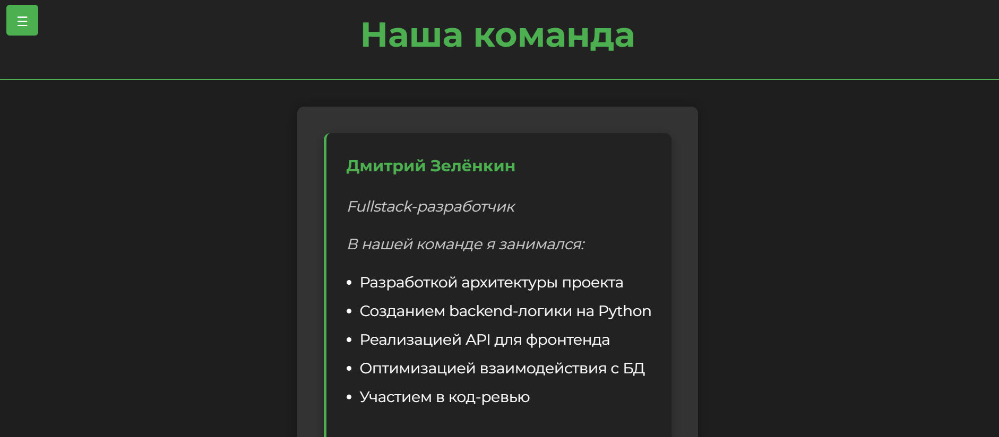 Наша команда
Дмитрий Зелёнкин
Fullstack-разработчик
В нашей команде я занимался:
• Разработкой архитектуры проекта
• Созданием backend-логики на Python
• Реализацией API для фронтенда
• Оптимизацией взаимодействия с БД
• Участием в код-ревью